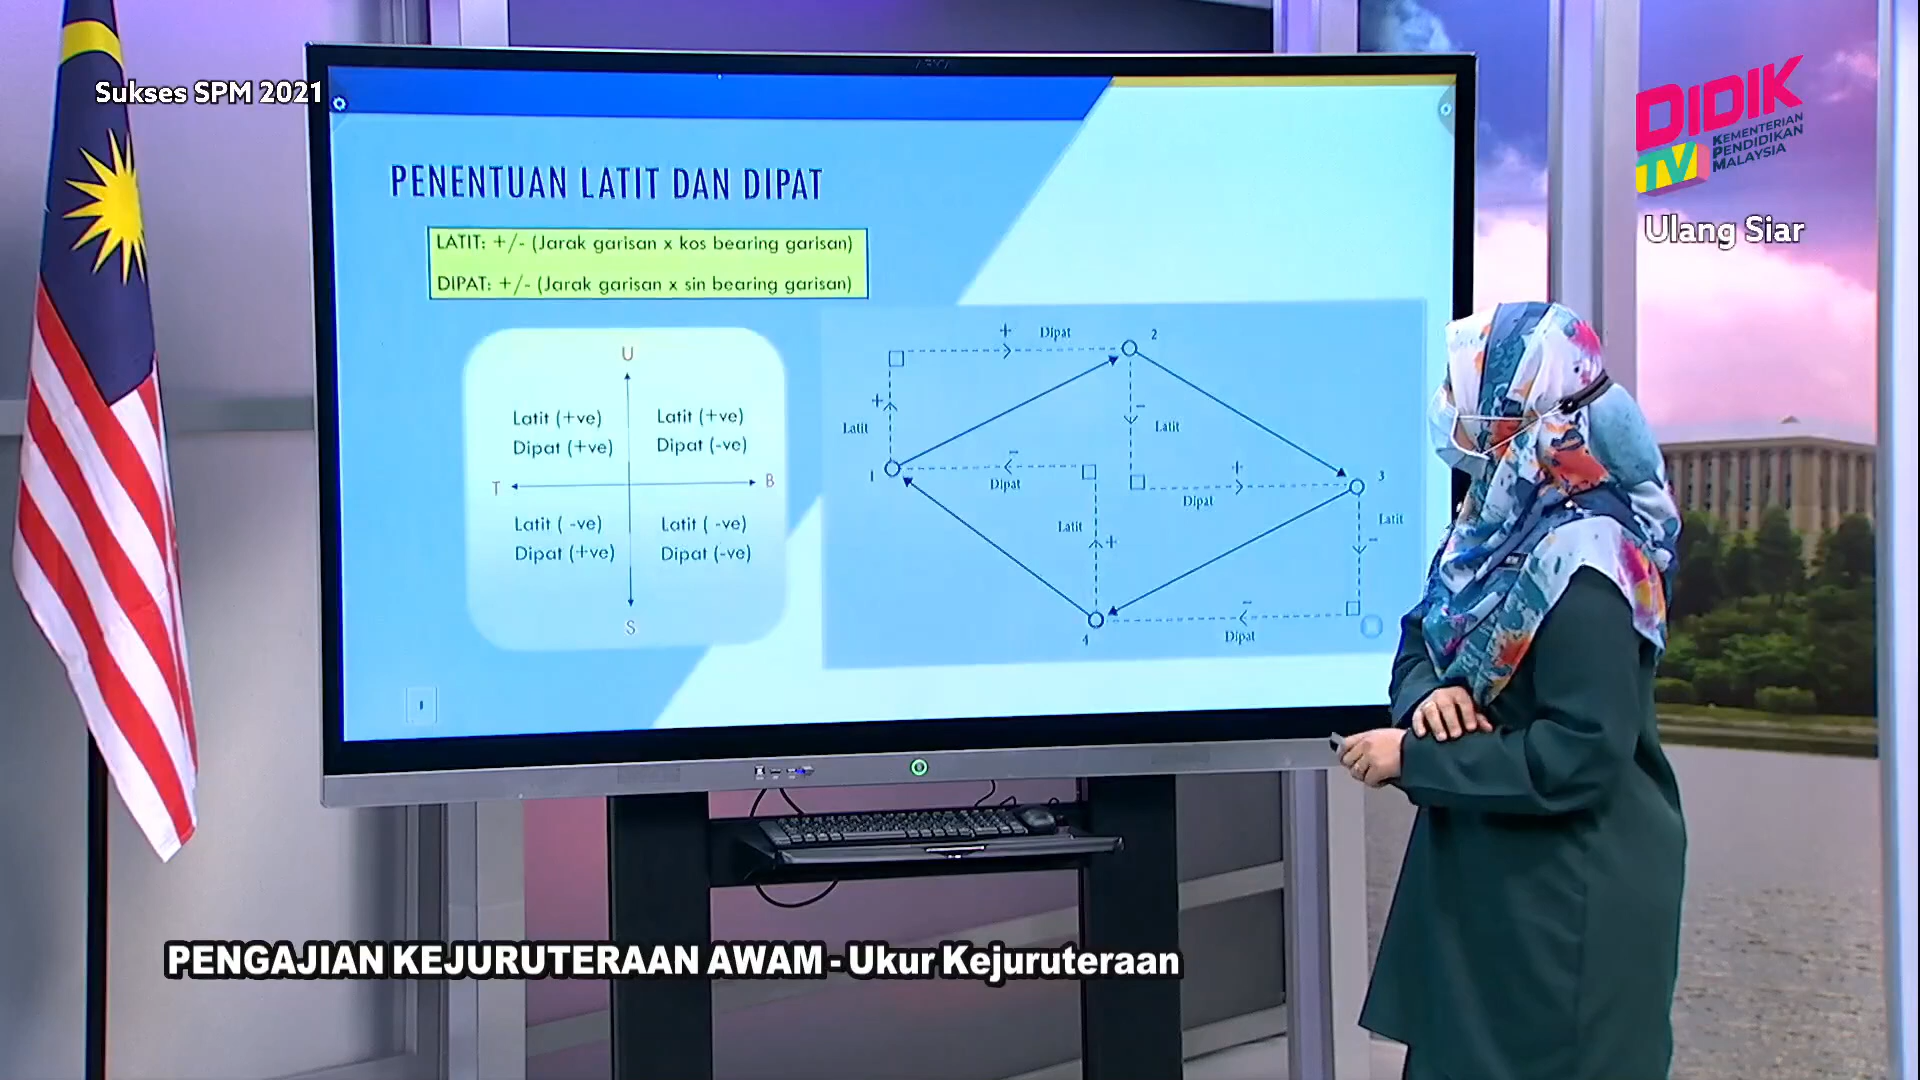 Sukses SPM 2021
DIDIK
TV
KEMENTERIAN
PENDIDIKAN
MALAYSIA
Ulang Siar
PENENTUAN LATIT DAN DIPAT
LATIT: +/- (Jarak garisan x kos bearing garisan)
DIPAT: +/- (Jarak garisan x sin bearing garisan)
U
Latit (+ve)
Dipat (+ve)
Latit (+ve)
Dipat (-ve)
T
B
Latit ( -ve)
Dipat (+ve)
Latit ( -ve)
Dipat (-ve)
S
+
Dipat
2
+
Latit
-
Latit
1
-
Dipat
+
Dipat
3
Latit
-
Latit
+
-
Dipat
4
PENGAJIAN KEJURUTERAAN AWAM - Ukur Kejuruteraan